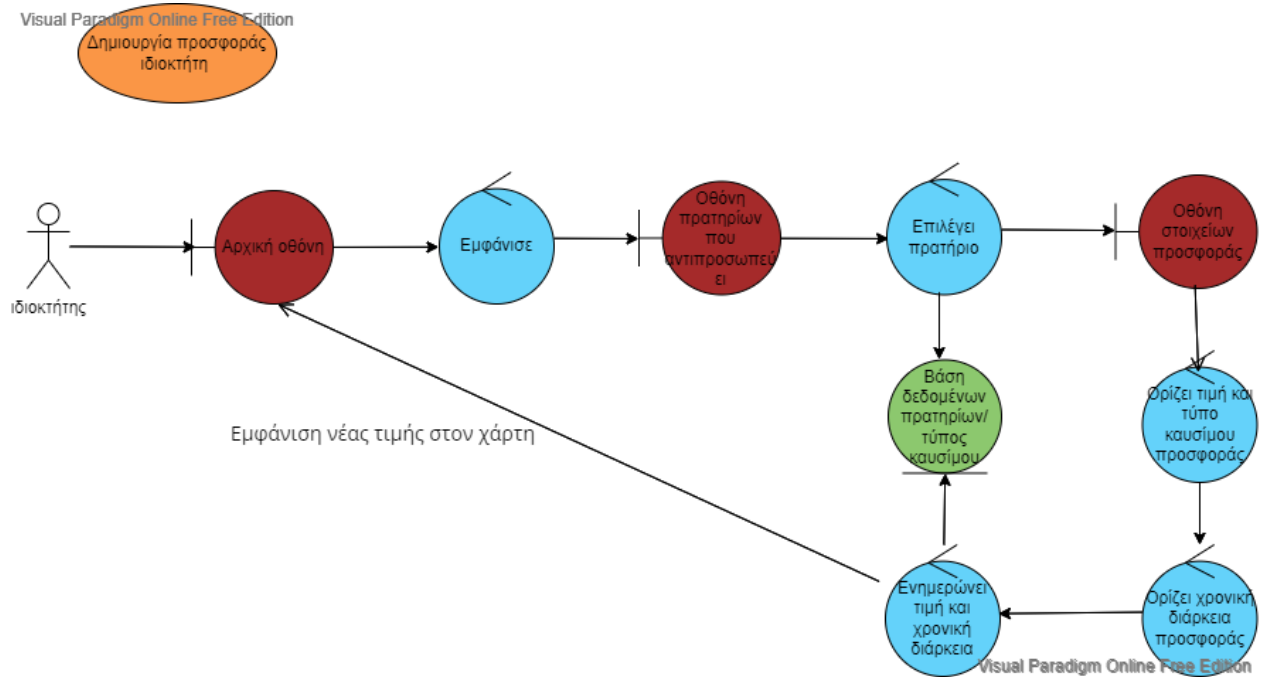 Visual Paradigm Online Free Edition
Δημιουργία προσφοράς
ιδιοκτήτη
ιδιοκτήτης
Αρχική οθόνη
Εμφάνισε
Οθόνη
πρατηρίων
που
αντιπροσωπεύ
ει
Επιλέγει
πρατήριο
Οθόνη
στοιχείων
προσφοράς
Βάση
δεδομένων
πρατηρίων/
τύπος
καυσίμου
Ορίζει τιμή και
τύπο
καυσίμου
προσφοράς
Εμφάνιση νέας τιμής στον χάρτη
Ενημερώνει
τιμή και
χρονική
διάρκεια
Ορίζει χρονική
διάρκεια
προσφοράς
Visual Paradigm Online Free Edition